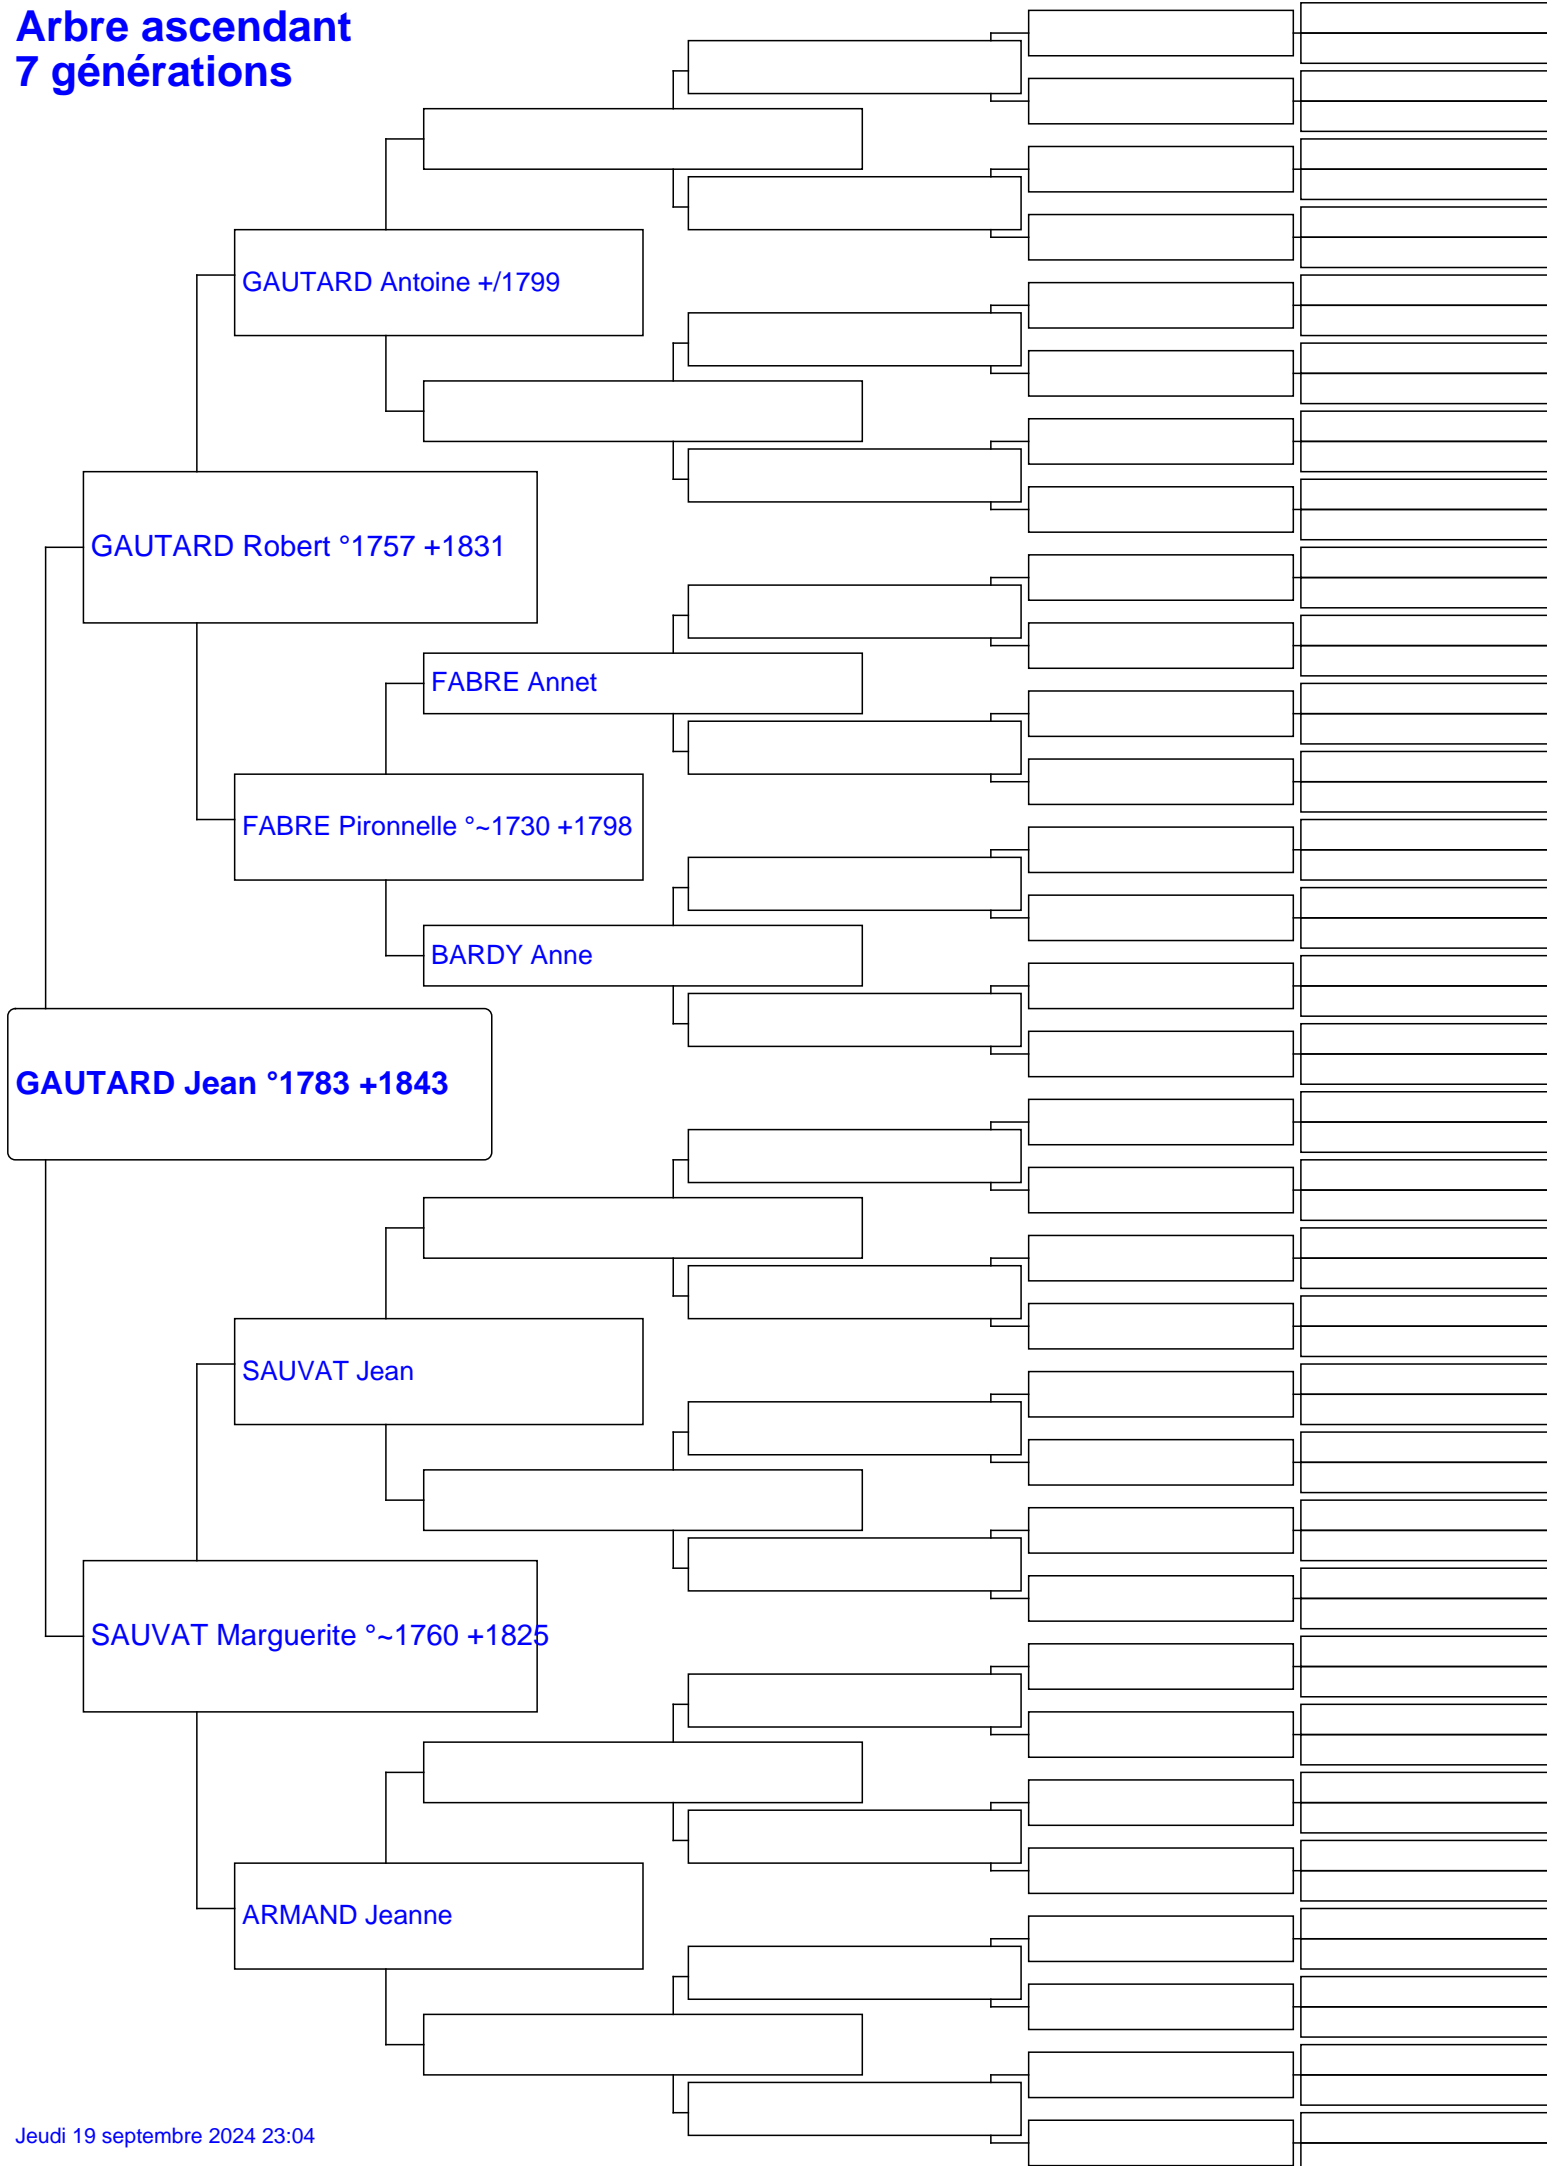 Arbre ascendant
7 générations
GAUTARD Antoine +/1799
GAUTARD Robert °1757 +1831
FABRE Annet
FABRE Pironnelle °~1730 +1798
BARDY Anne
GAUTARD Jean °1783 +1843
SAUVAT Jean
SAUVAT Marguerite °~1760 +1825
ARMAND Jeanne
Jeudi 19 septembre 2024 23:04